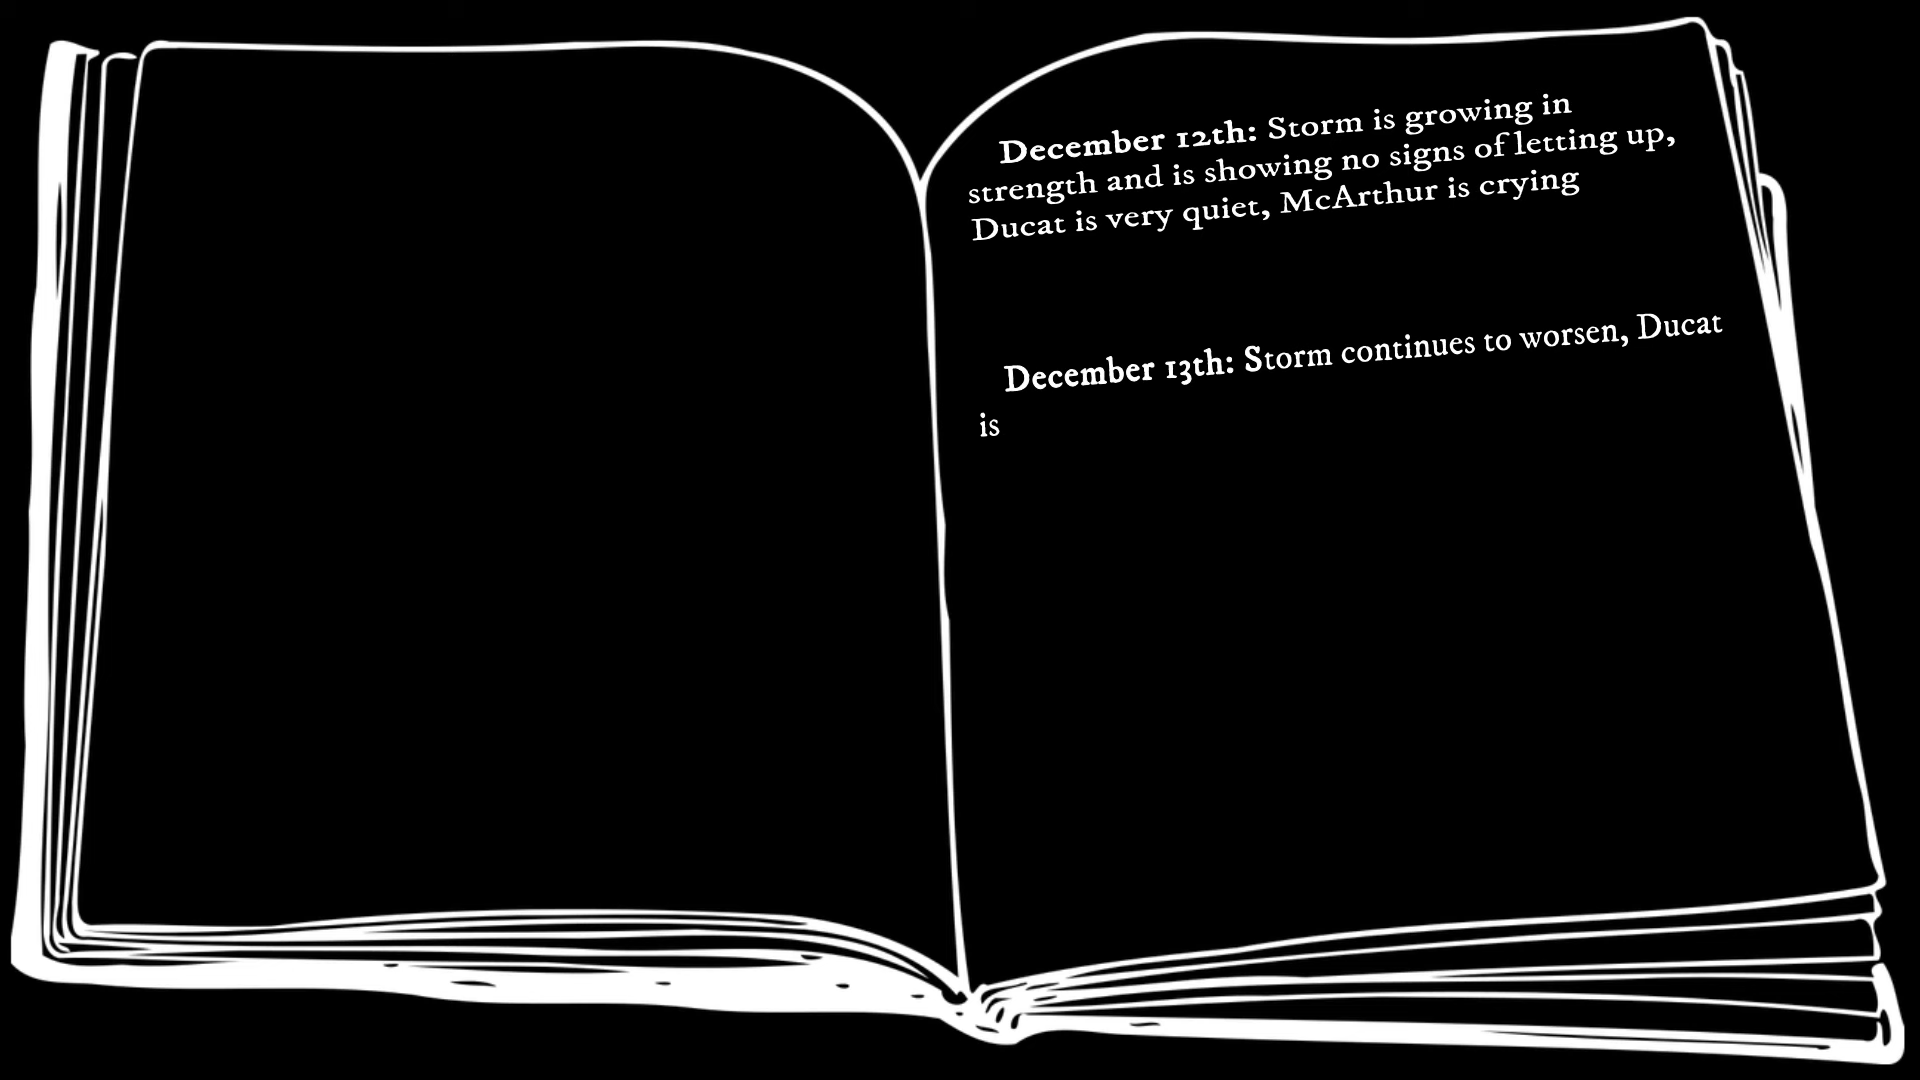 December 12th: Storm is growing in
strength and is showing no signs of letting up,
Ducat is very quiet, McArthur is crying
December 13th: Storm continues to worsen, Ducat
is